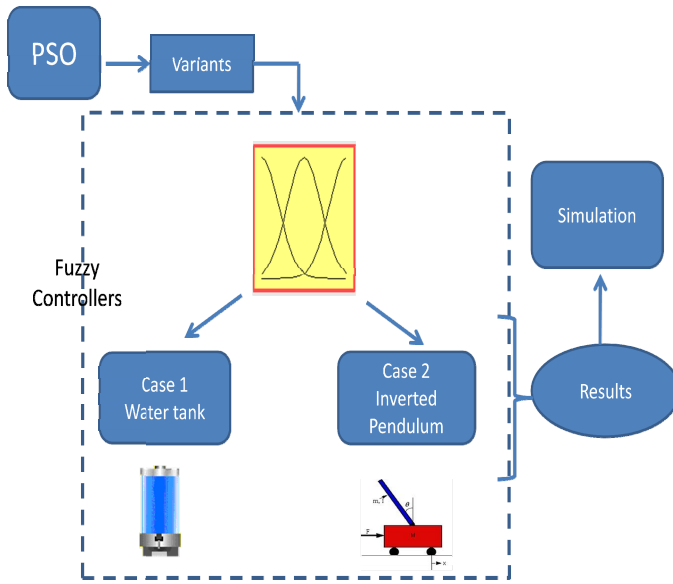 PSO
Variants
Simulation
Fuzzy
Controllers
Case 1
Water tank
Case 2
Inverted
Pendulum
Results
θ
F
x